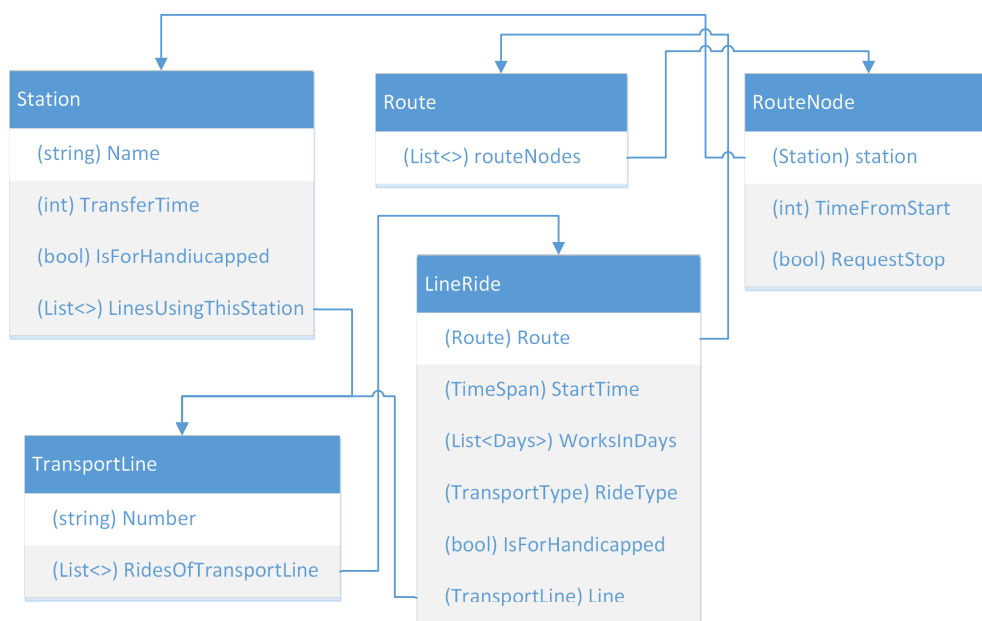 Station
(string) Name
(int) TransferTime
(bool) IsForHandiucapped
(List<>) LinesUsingThisStation
Route
(List<>) routeNodes
RouteNode
(Station) station
(int) TimeFromStart
(bool) RequestStop
LineRide
(Route) Route
(TimeSpan) StartTime
(List<Days>) WorksInDays
(TransportType) RideType
(bool) IsForHandicapped
(TransportLine) Line
TransportLine
(string) Number
(List<>) RidesOfTransportLine